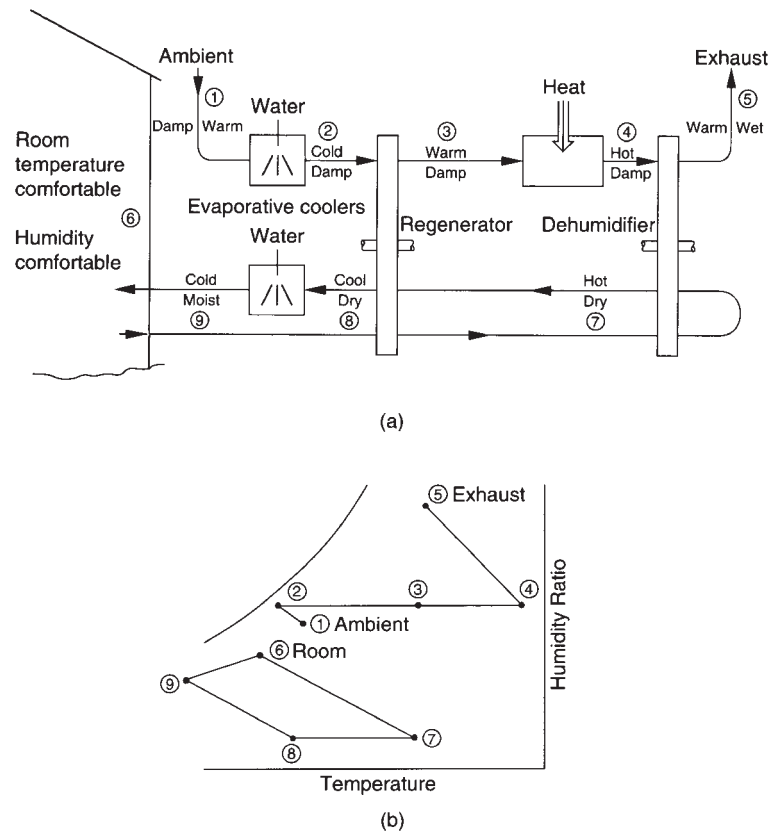 Ambient
Exhaust
① 
Water
Heat
⑤
Damp Warm
②
③
④
Warm Wet
Cold
Damp
Warm
Damp
Hot
Damp
Room
temperature
comfortable
⑥
Evaporative coolers
Regenerator
Dehumidifier
Humidity
comfortable
Water
Cold
Moist
Cool
Dry
Hot
Dry
⑨
⑧
⑦
(a)
⑤ Exhaust
②
③
④
① Ambient
⑥ Room
⑨
⑧
⑦
Humidity Ratio
Temperature
(b)